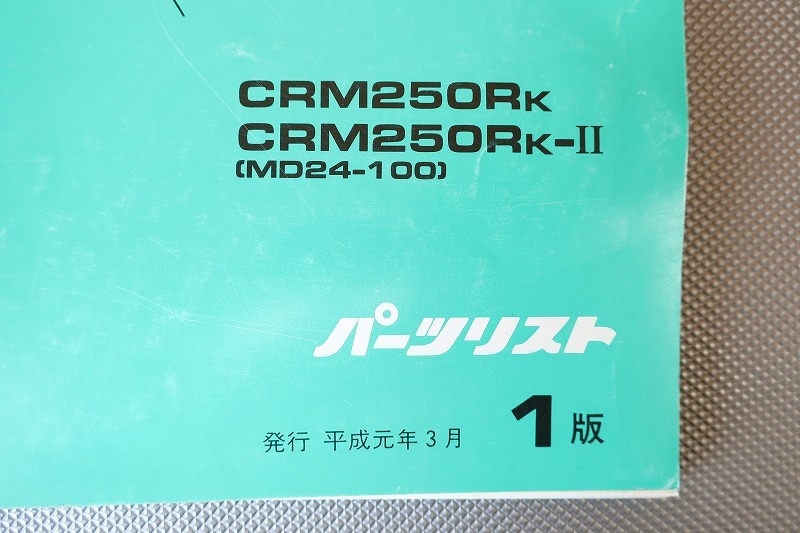 CRM250RK
CRM250RK-II
(MD24-100)
パーツリスト
発行 平成元年3月 1版